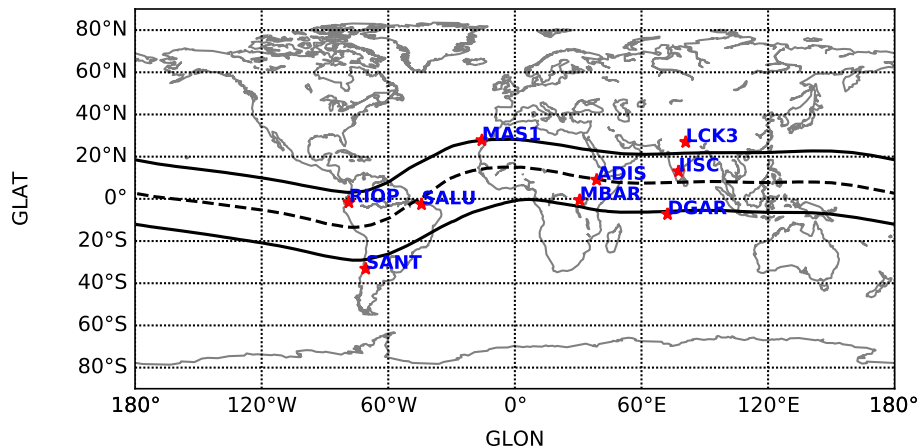 80°N
60°N
40°N
20°N
0°
20°S
40°S
60°S
80°S
GLAT
MAS1
LCK3
IISC
ADIS
RIOP
SALU
MBAR
DGAR
SANT
180° 120°W 60°W 0° 60°E 120°E 180°
GLON